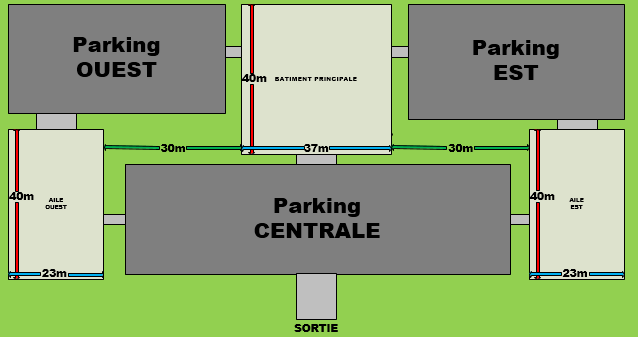 Parking
OUEST
40m
BATIMENT PRINCIPALE
Parking
EST
30m
37m
30m
40m
AILE
OUEST
23m
Parking
CENTRALE
40m
AILE
EST
23m
SORTIE